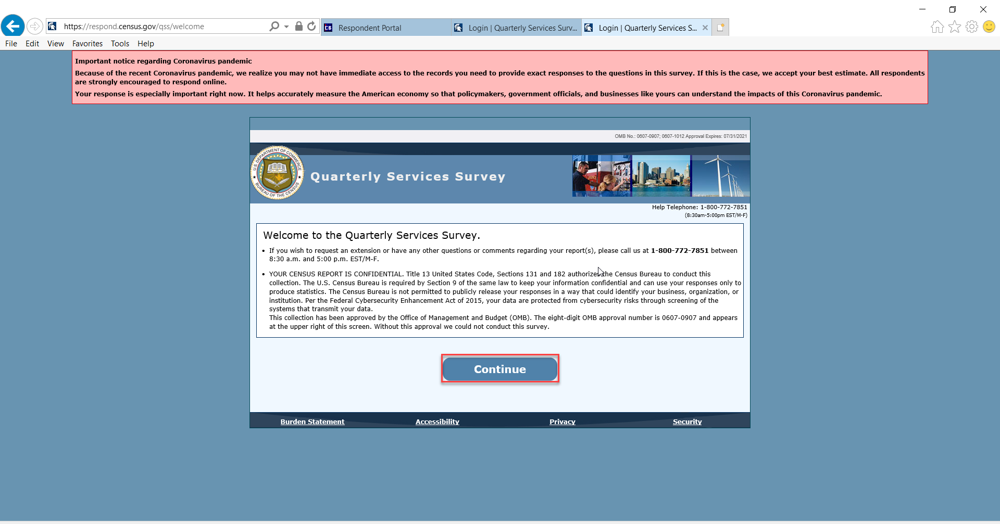 https://respond.census.gov/qss/welcome
CB Respondent Portal
Login | Quarterly Services Surv...
Login | Quarterly Services S...
File Edit View Favorites Tools Help
Important notice regarding Coronavirus pandemic
Because of the recent Coronavirus pandemic, we realize you may not have immediate access to the records you need to provide exact responses to the questions in this survey. If this is the case, we accept your best estimate. All respondents
are strongly encouraged to respond online.
Your response is especially important right now. It helps accurately measure the American economy so that policymakers, government officials, and businesses like yours can understand the impacts of this Coronavirus pandemic.
OMB No.: 0607-0907; 0607-1012 Approval Expires: 07/31/2021
U.S. DEPARTMENT OF COMMERCE
BUREAU OF THE CENSUS
Quarterly Services Survey
Help Telephone: 1-800-772-7851
(8:30am-5:00pm EST/M-F)
Welcome to the Quarterly Services Survey.
• If you wish to request an extension or have any other questions or comments regarding your report(s), please call us at 1-800-772-7851 between
8:30 a.m. and 5:00 p.m. EST/M-F.
• YOUR CENSUS REPORT IS CONFIDENTIAL. Title 13 United States Code, Sections 131 and 182 authorizes the Census Bureau to conduct this
collection. The U.S. Census Bureau is required by Section 9 of the same law to keep your information confidential and can use your responses only to
produce statistics. The Census Bureau is not permitted to publicly release your responses in a way that could identify your business, organization, or
institution. Per the Federal Cybersecurity Enhancement Act of 2015, your data are protected from cybersecurity risks through screening of the
systems that transmit your data.
This collection has been approved by the Office of Management and Budget (OMB). The eight-digit OMB approval number is 0607-0907 and appears
at the upper right of this screen. Without this approval we could not conduct this survey.
Continue
Burden Statement Accessibility Privacy Security